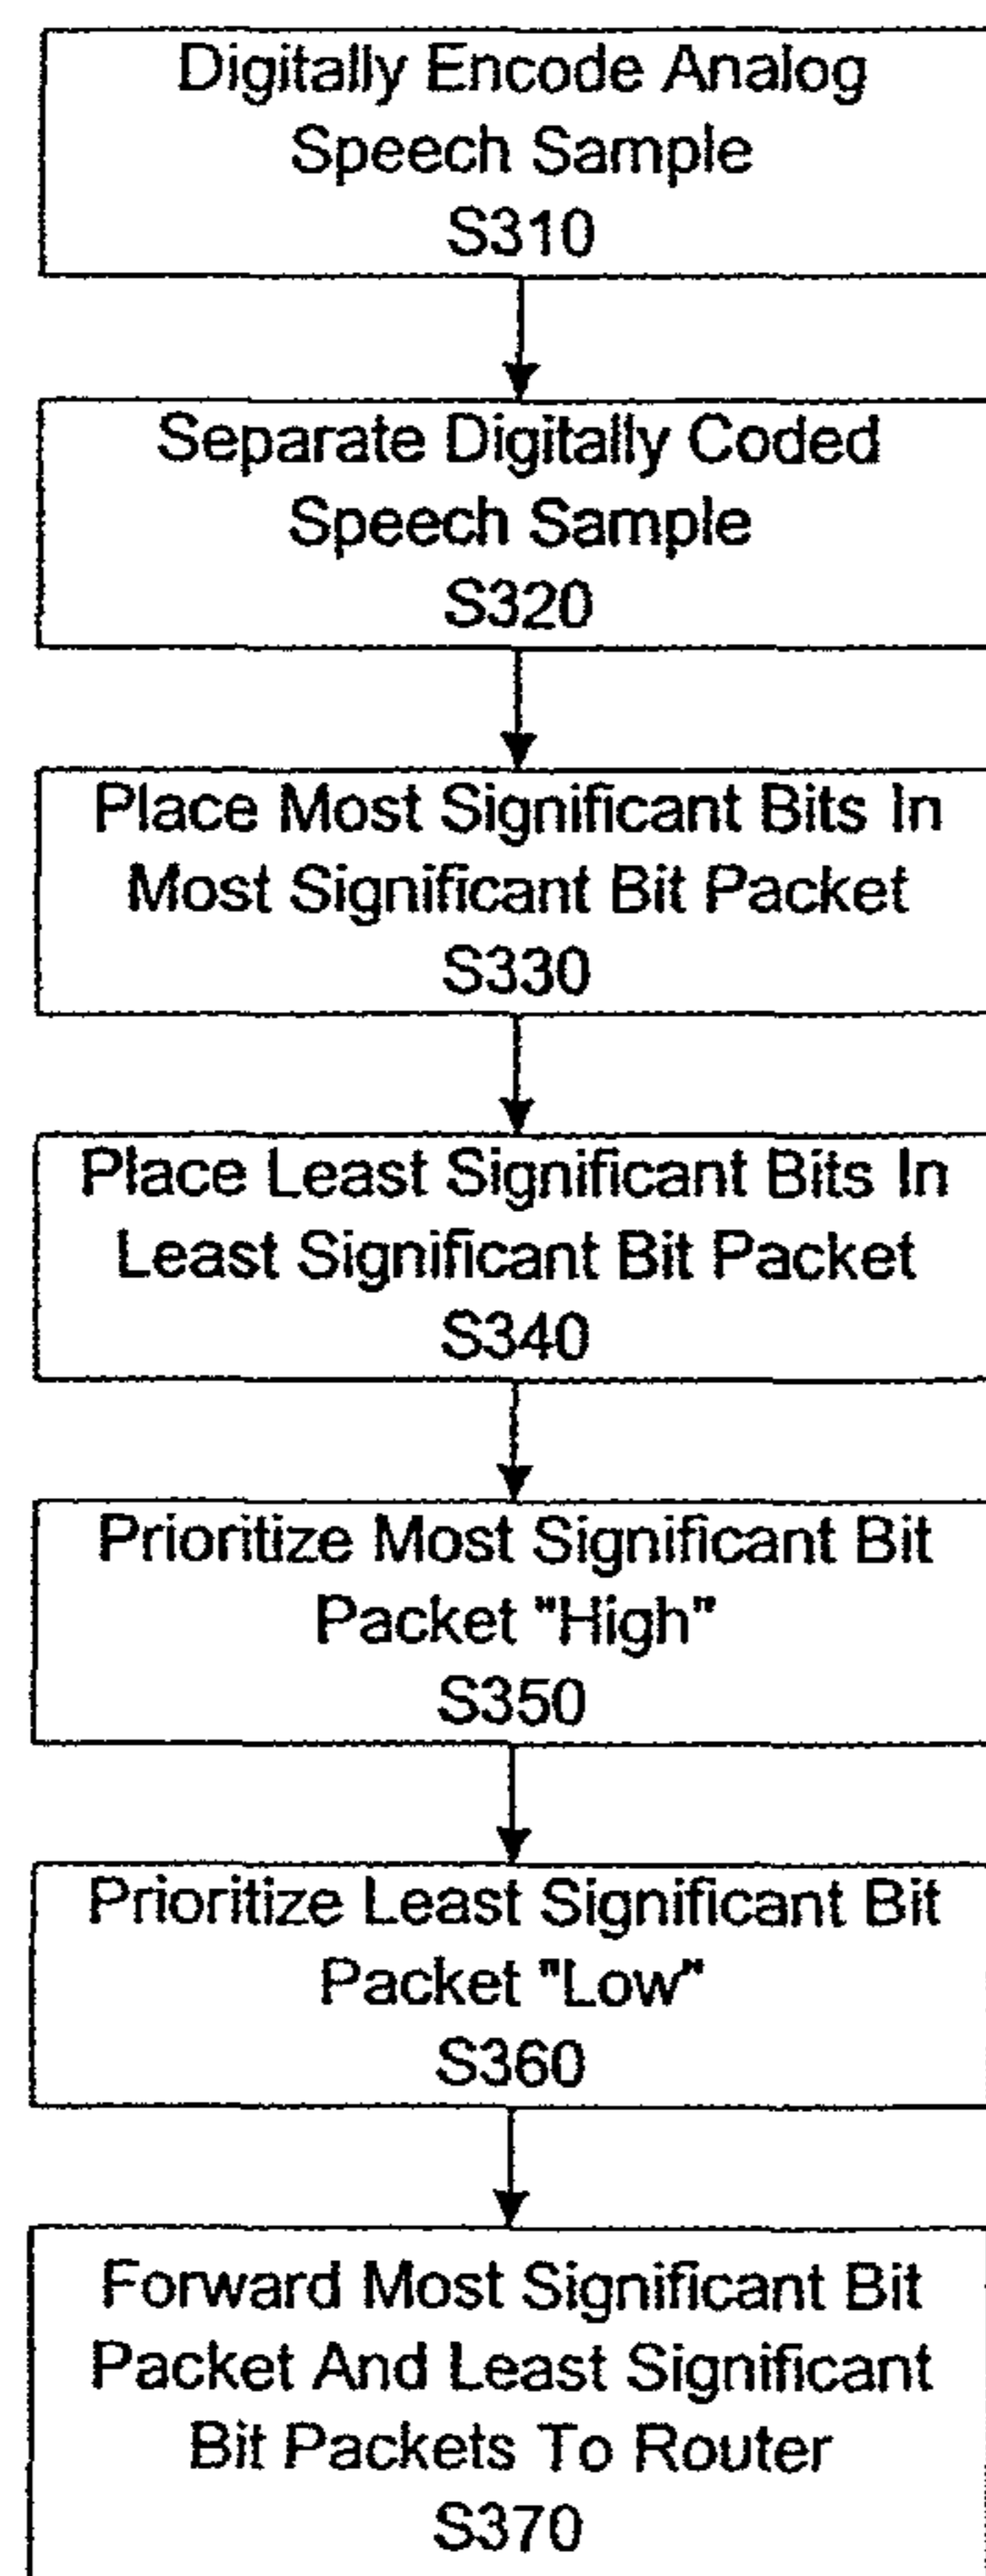 Digitally Encode Analog
Speech Sample
S310
Separate Digitally Coded
Speech Sample
S320
Place Most Significant Bits In
Most Significant Bit Packet
S330
Place Least Significant Bits In
Least Significant Bit Packet
S340
Prioritize Most Significant Bit
Packet "High"
S350
Prioritize Least Significant Bit
Packet "Low"
S360
Forward Most Significant Bit
Packet And Least Significant
Bit Packets To Router
S370